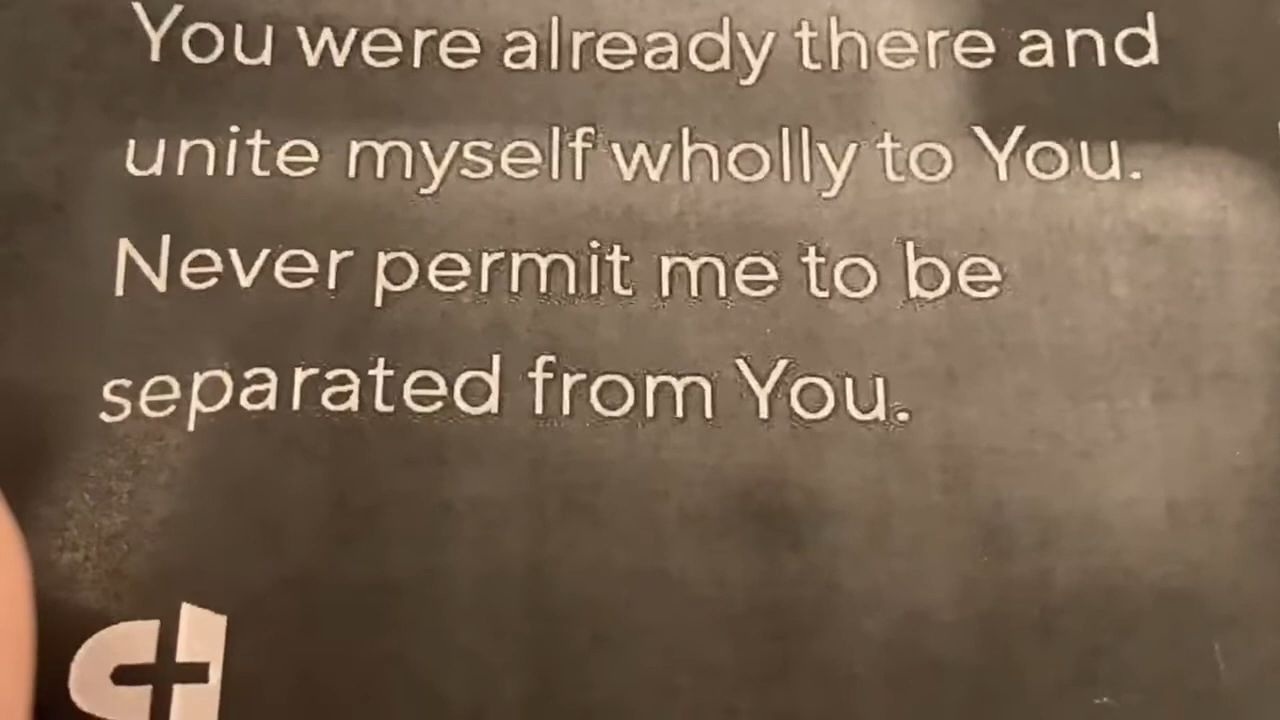 You were already there and
unite myself wholly to You.
Never permit me to be
separated from You.